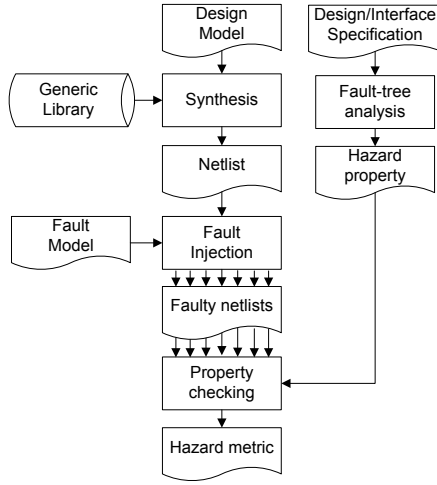 Design
Model
Design/Interface
Specification
Generic
Library
Synthesis
Fault-tree
analysis
Netlist
Hazard
property
Fault
Model
Fault
Injection
Faulty netlists
Property
checking
Hazard metric